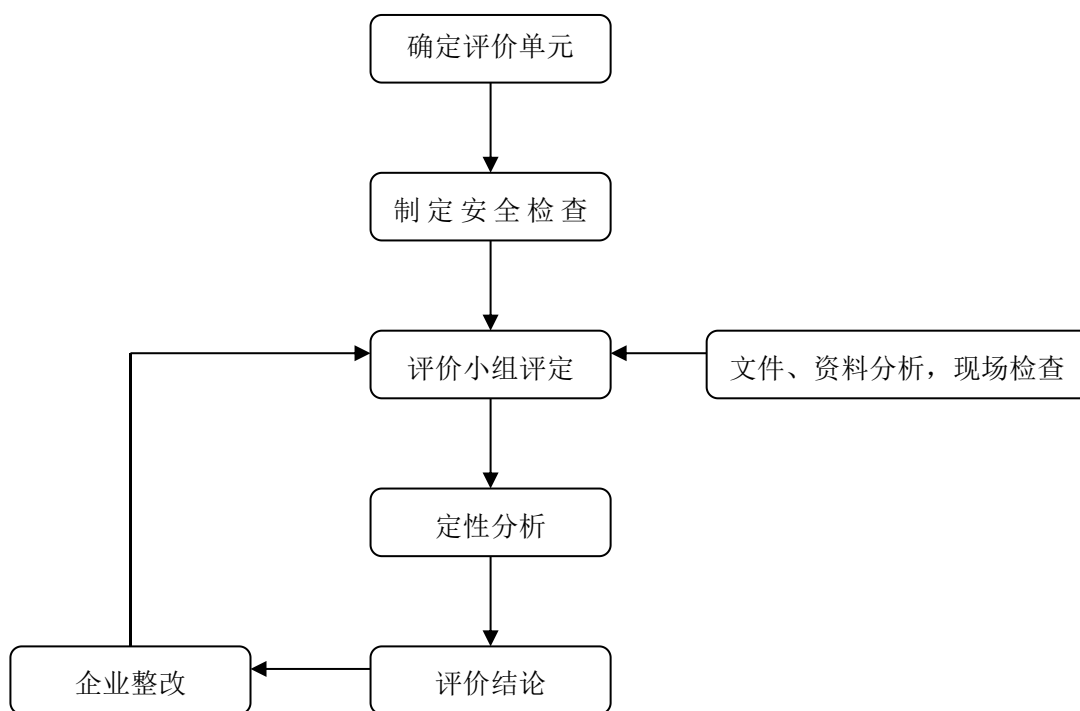 确定评价单元
制定安全检查
评价小组评定
文件、资料分析，现场检查
定性分析
企业整改
评价结论